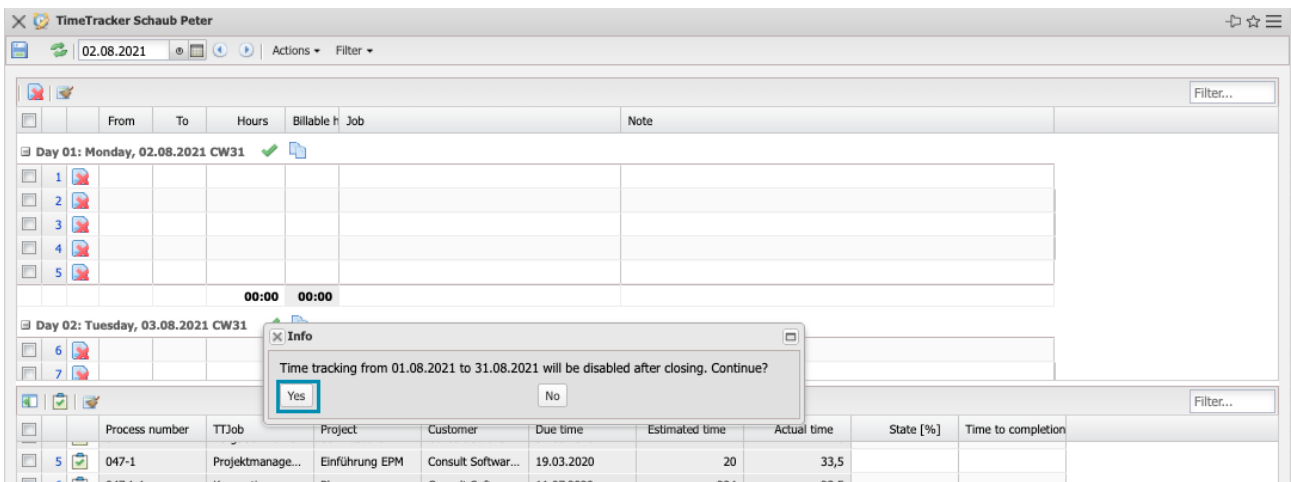 TimeTracker Schaub Peter
02.08.2021 Actions Filter
Filter...
From To Hours Billable h Job Note
Day 01: Monday, 02.08.2021 CW31
1
2
3
4
5
00:00 00:00
Day 02: Tuesday, 03.08.2021 CW31
6
7
Info
Time tracking from 01.08.2021 to 31.08.2021 will be disabled after closing. Continue?
Yes No
Filter...
Process number TTJob Project Customer Due time Estimated time Actual time State [%] Time to completion
5 047-1 Projektmanage... Einführung EPM Consult Softwar... 19.03.2020 20 33,5